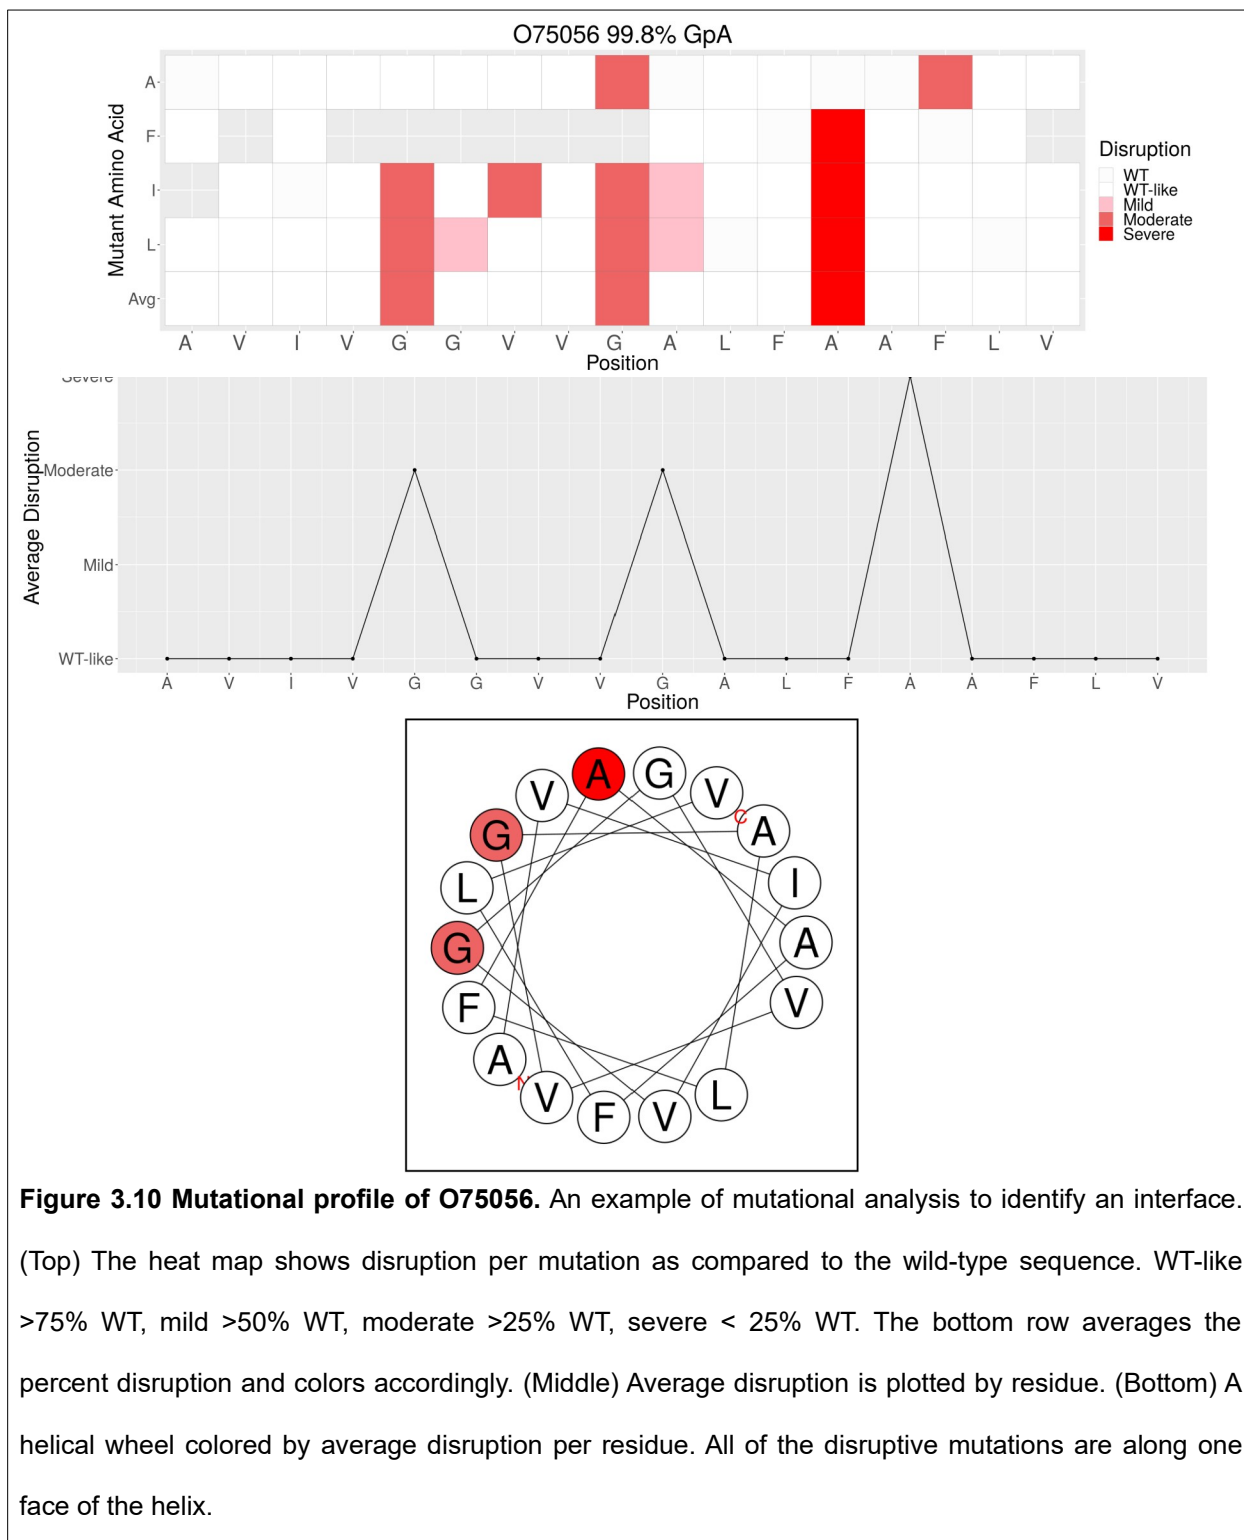 O75056 99.8% GpA
Mutant Amino Acid
A
F
I
L
Avg
A V I V G G V V G A L F A A F L V
Position
Disruption
WT
WT-like
Mild
Moderate
Severe
Average Disruption
Severe
Moderate
Mild
WT-like
A V I V G G V V G A L F A A F L V
Position
V
A
G
V
C
A
I
A
V
L
V
F
V
N
A
F
G
L
G
Figure 3.10 Mutational profile of O75056. An example of mutational analysis to identify an interface.
(Top) The heat map shows disruption per mutation as compared to the wild-type sequence. WT-like
>75% WT, mild >50% WT, moderate >25% WT, severe < 25% WT. The bottom row averages the
percent disruption and colors accordingly. (Middle) Average disruption is plotted by residue. (Bottom) A
helical wheel colored by average disruption per residue. All of the disruptive mutations are along one
face of the helix.